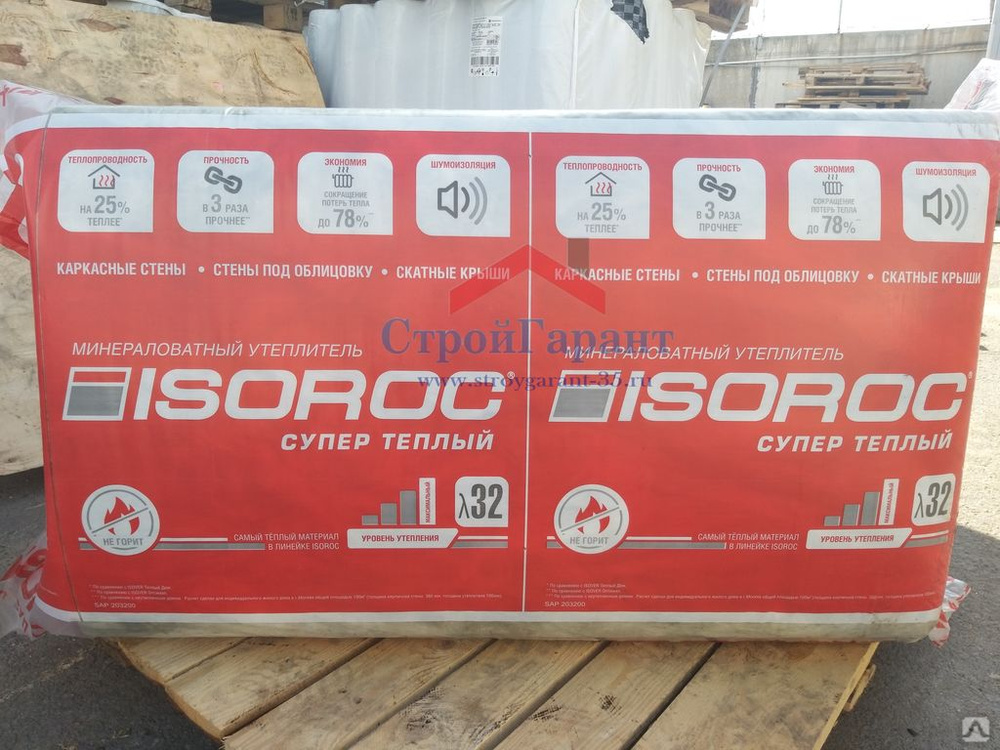 ТЕПЛОПРОВОДНОСТЬ
НА 25%
ТЕПЛЕЕ*
ПРОЧНОСТЬ
В 3 РАЗА
ПРОЧНЕЕ**
ЭКОНОМИЯ
СОКРАЩЕНИЕ
ПОТЕРЬ ТЕПЛА
ДО 78%***
ШУМОИЗОЛЯЦИЯ
ТЕПЛОПРОВОДНОСТЬ
НА 25%
ТЕПЛЕЕ*
ПРОЧНОСТЬ
В 3 РАЗА
ПРОЧНЕЕ**
ЭКОНОМИЯ
СОКРАЩЕНИЕ
ПОТЕРЬ ТЕПЛА
ДО 78%***
ШУМОИЗОЛЯЦИЯ
КАРКАСНЫЕ СТЕНЫ • СТЕНЫ ПОД ОБЛИЦОВКУ • СКАТНЫЕ КРЫШИ
КАРКАСНЫЕ СТЕНЫ • СТЕНЫ ПОД ОБЛИЦОВКУ • СКАТНЫЕ КРЫШИ
СтройГарант
www.stroygarant-35.ru
МИНЕРАЛОВАТНЫЙ УТЕПЛИТЕЛЬ
ISOROC®
СУПЕР ТЕПЛЫЙ
МИНЕРАЛОВАТНЫЙ УТЕПЛИТЕЛЬ
ISOROC®
СУПЕР ТЕПЛЫЙ
НЕ ГОРИТ
САМЫЙ ТЁПЛЫЙ МАТЕРИАЛ
В ЛИНЕЙКЕ ISOROC
МАКСИМАЛЬНЫЙ
УРОВЕНЬ УТЕПЛЕНИЯ
λ32
НЕ ГОРИТ
САМЫЙ ТЁПЛЫЙ МАТЕРИАЛ
В ЛИНЕЙКЕ ISOROC
МАКСИМАЛЬНЫЙ
УРОВЕНЬ УТЕПЛЕНИЯ
λ32
SAP 203200
SAP 203200